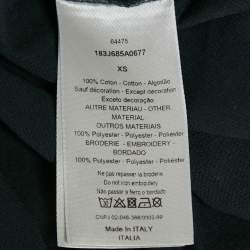 64475
183J685A0677
XS
100% Cotton - Cotton - Algodão
Sauf décoration - Except decoration
Exceto decoração
AUTRE MATERIAU - OTHER
MATERIAL
OUTROS MATERIAL
100% Polyester - Polyester - Poliéster
BRODERIE - EMBROIDERY -
BORDADO
100% Polyester - Polyester - Poliéster
Ne pas repasser la broderie
Do not iron embroidery
Não passar a ferro o bordado
Made in ITALY
ITALIA